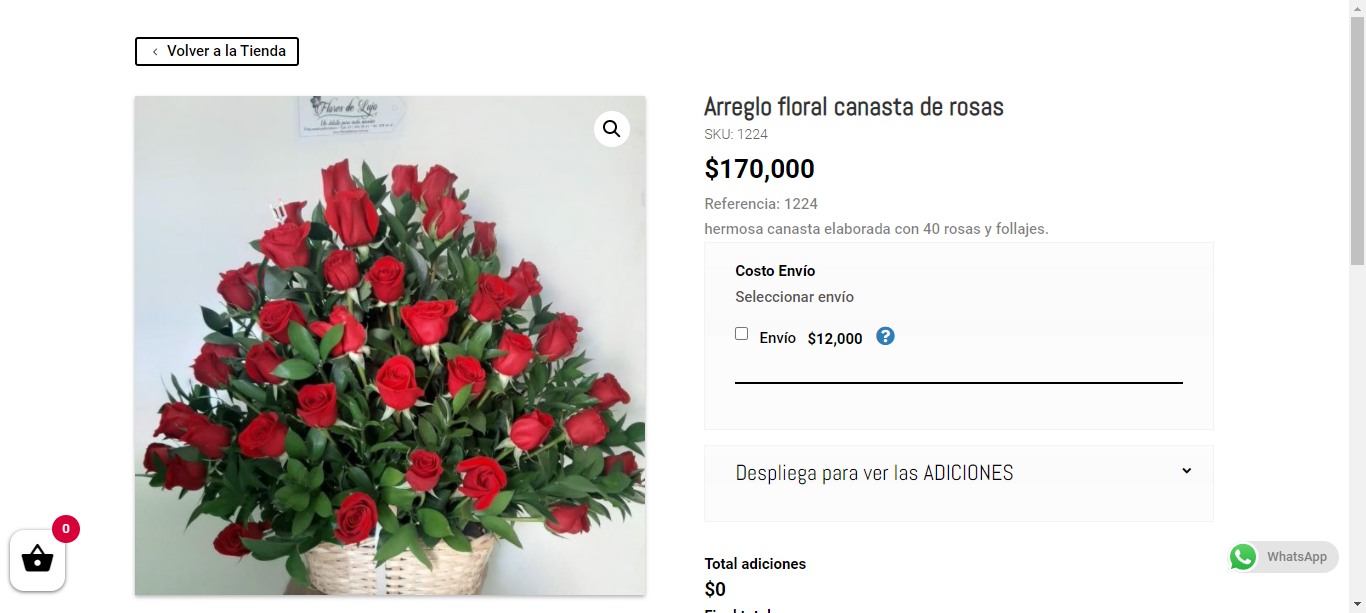 Volver a la Tienda
Flores de Lujo
Arreglo floral canasta de rosas
SKU: 1224
$170,000
Referencia: 1224
hermosa canasta elaborada con 40 rosas y follajes.
Costo Envío
Seleccionar envío
Envío $12,000 ?
Despliega para ver las ADICIONES
Total adiciones
$0
0
WhatsApp